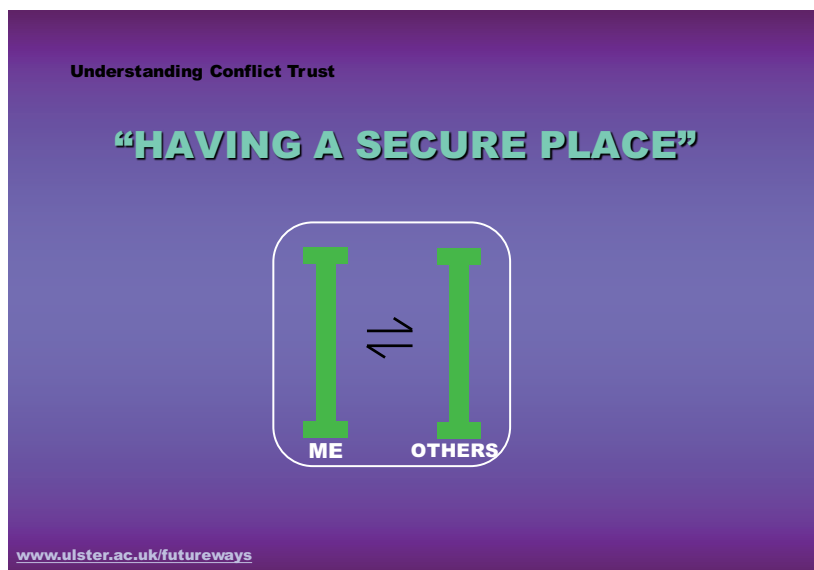 Understanding Conflict Trust
“HAVING A SECURE PLACE”
ME OTHERS
www.ulster.ac.uk/futureways